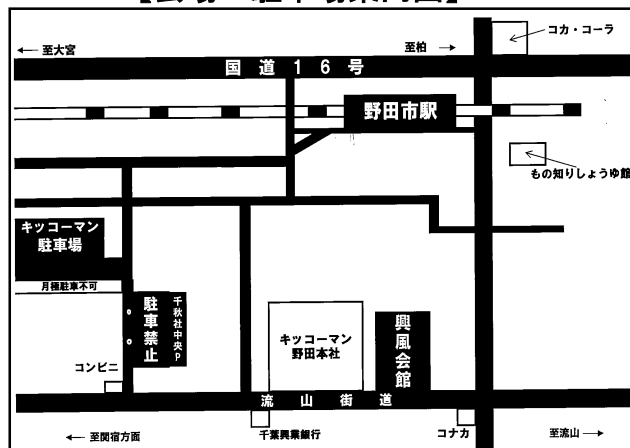 【会場・駐車場案内図】
←至大宮
至柏→
コカ・コーラ
国道16号
野田市駅
もの知りしょうゆ館
キッコーマン
駐車場
月極駐車不可
駐車禁止
千秋社中央P
キッコーマン
野田本社
興風会館
コンビニ
流山街道
←至関宿方面
千葉興業銀行
コナカ
至流山→